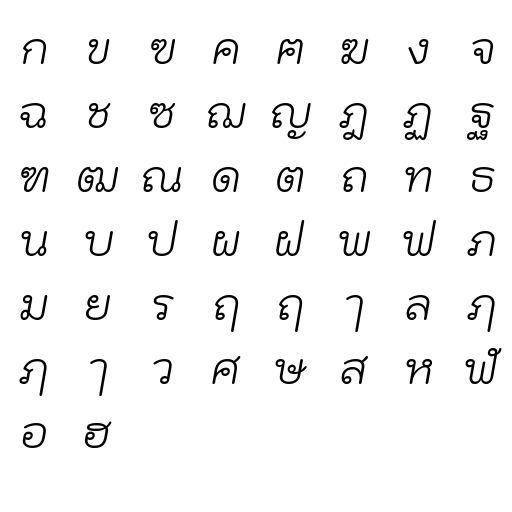 ก ข ฃ ค ฅ ฆ ง จ
ฉ ช ซ ฌ ญ ฎ ฏ ฐ
ฑ ฒ ณ ด ต ถ ท ธ
น บ ป ผ ฝ พ ฟ ภ
ม ย ร ฤ ฤ ๅ ล ฦ
ฦ ๅ ว ศ ษ ส ห ฬ
อ ฮ